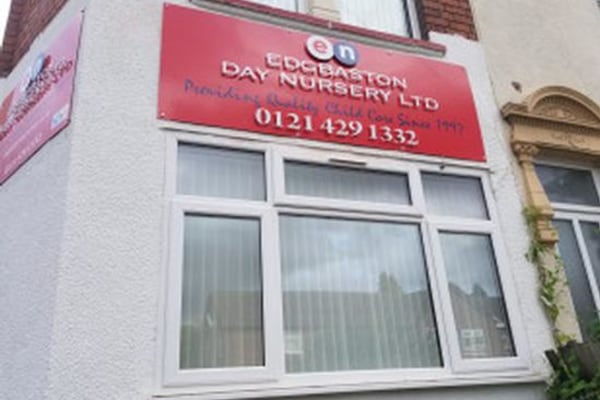 en
EDGBASTON
DAY NURSERY LTD
Providing Quality Child Care Since 1997
0121 429 1332